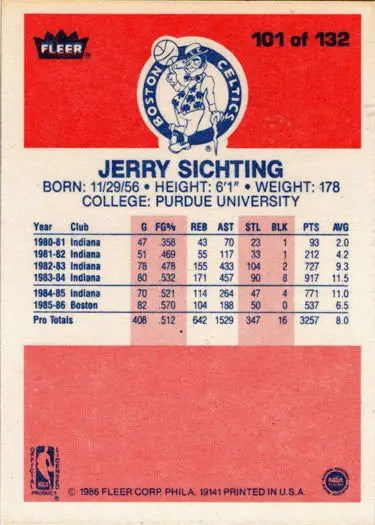 FLEER®
101 of 132
BOSTON CELTICS
JERRY SICHTING
BORN: 11/29/56 • HEIGHT: 6'1" • WEIGHT: 178
COLLEGE: PURDUE UNIVERSITY
Year Club G FG% REB AST STL BLK PTS AVG
1980-81 Indiana 47 .358 43 70 23 1 93 2.0
1981-82 Indiana 51 .469 55 117 33 1 212 4.2
1982-83 Indiana 78 .478 155 433 104 2 727 9.3
1983-84 Indiana 80 .532 171 457 90 8 917 11.5
1984-85 Indiana 70 .521 114 264 47 4 771 11.0
1985-86 Boston 82 .570 104 188 50 0 537 6.5
Pro Totals 408 .512 642 1529 347 16 3257 8.0
OFFICIAL LICENSED
NBA
PRODUCT
© 1986 FLEER CORP. PHILA. 19141 PRINTED IN U.S.A.